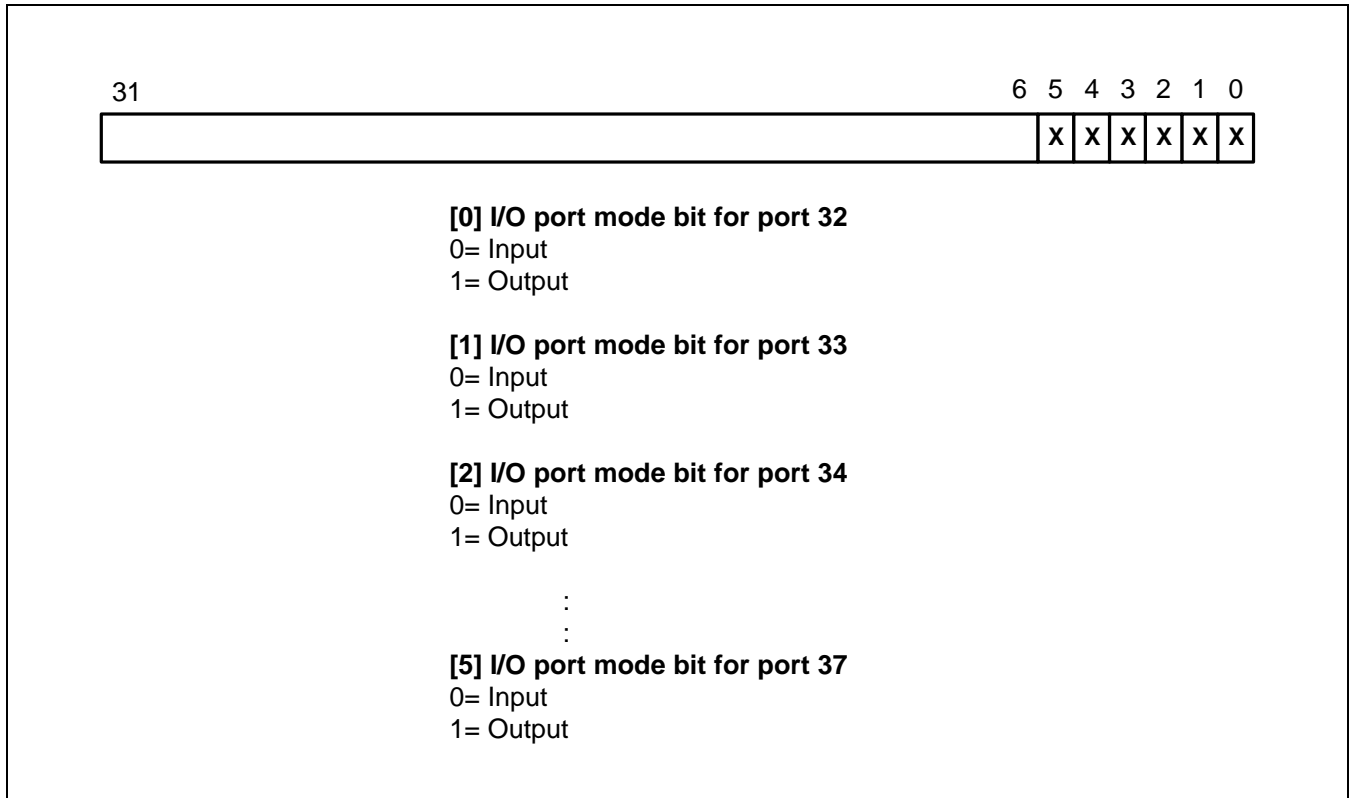 31 6 5 4 3 2 1 0
X X X X X X
[0] I/O port mode bit for port 32
0= Input
1= Output
[1] I/O port mode bit for port 33
0= Input
1= Output
[2] I/O port mode bit for port 34
0= Input
1= Output
:
:
[5] I/O port mode bit for port 37
0= Input
1= Output